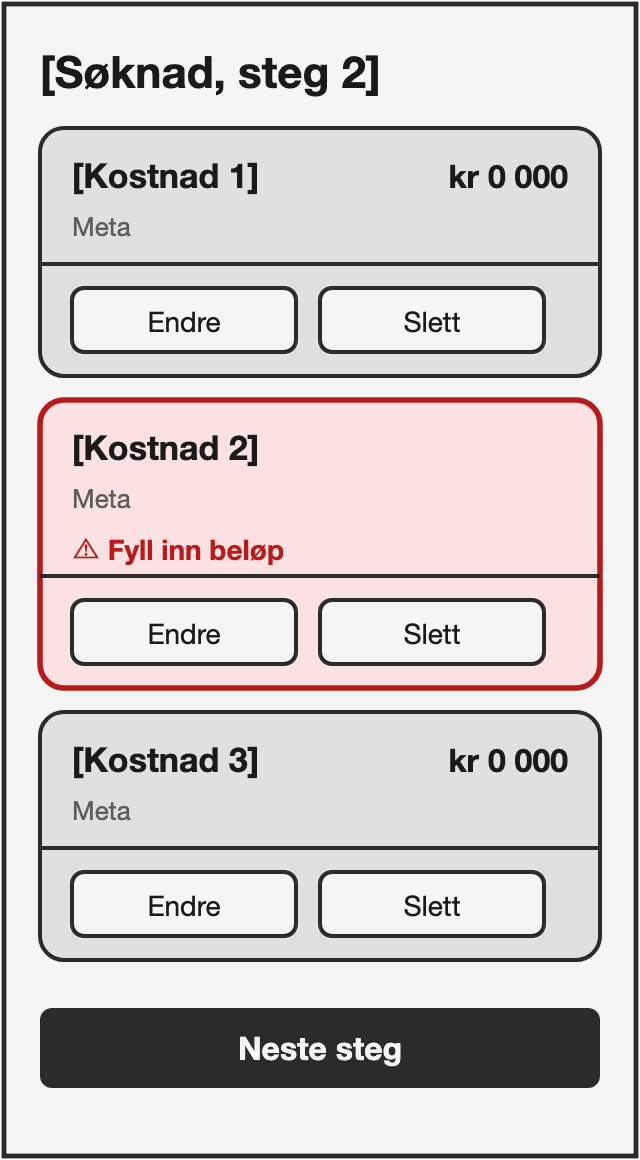 [Søknad, steg 2]
[Kostnad 1] kr 0 000
Meta
Endre Slett
[Kostnad 2]
Meta
⚠ Fyll inn beløp
Endre Slett
[Kostnad 3] kr 0 000
Meta
Endre Slett
Neste steg